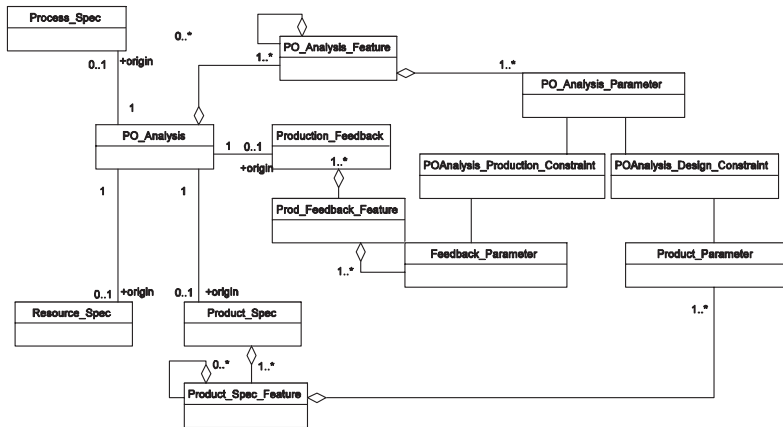 Process_Spec
0..1
+origin
1
0..*
PO_Analysis_Feature
1..*
1..*
PO_Analysis_Parameter
PO_Analysis
1
0..1
+origin
Production_Feedback
1..*
POAnalysis_Production_Constraint
POAnalysis_Design_Constraint
1
1
Prod_Feedback_Feature
1..*
Feedback_Parameter
Product_Parameter
0..1
+origin
0..1
+origin
Resource_Spec
Product_Spec
1..*
0..*
1..*
Product_Spec_Feature